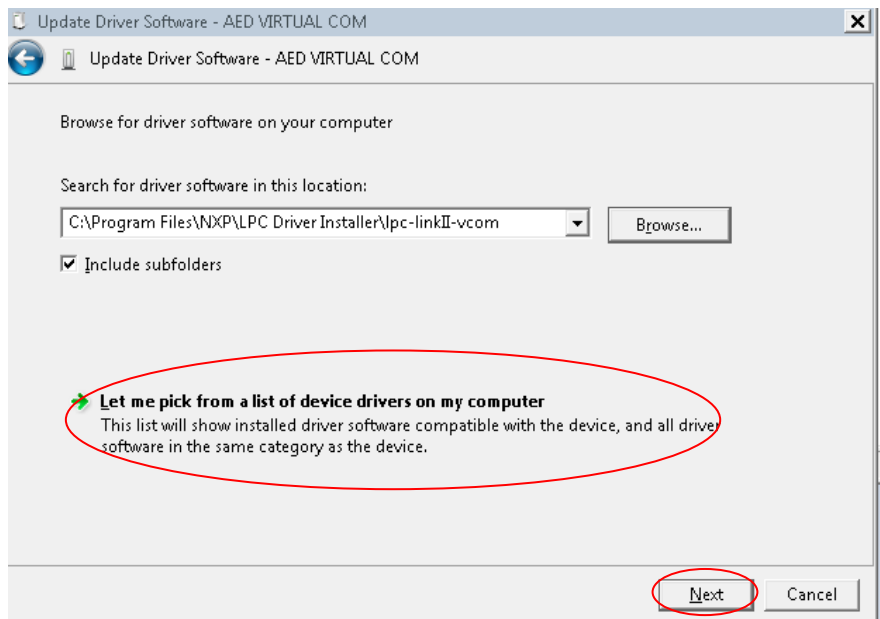 Update Driver Software - AED VIRTUAL COM
Update Driver Software - AED VIRTUAL COM
Browse for driver software on your computer
Search for driver software in this location:
C:\Program Files\NXP\LPC Driver Installer\lpc-linkII-vcom
Browse...
Include subfolders
Let me pick from a list of device drivers on my computer
This list will show installed driver software compatible with the device, and all driver
software in the same category as the device.
Next Cancel